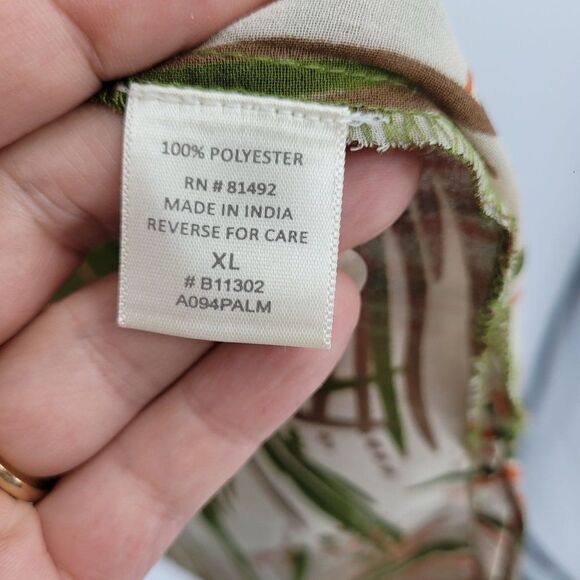 100% POLYESTER
RN # 81492
MADE IN INDIA
REVERSE FOR CARE
XL
# B11302
A094PALM